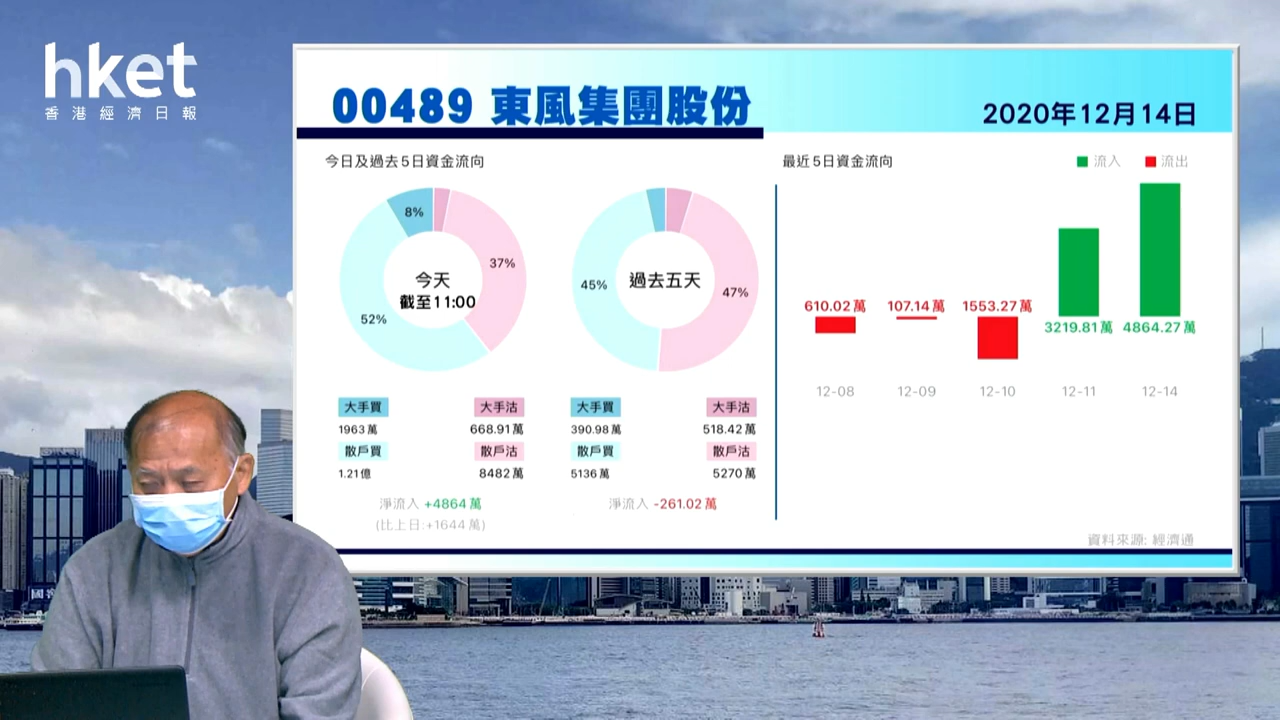 hket
香港經濟日報
00489 東風集團股份
2020年12月14日
今日及過去5日資金流向
8%
37%
今天
截至11:00
52%
45%
過去五天
47%
大手買
大手沽
1963萬
668.91萬
散戶買
散戶沽
1.21億
8482萬
淨流入 +4864萬
(比上日:+1644萬)
大手買
大手沽
390.98萬
518.42萬
散戶買
散戶沽
5136萬
5270萬
淨流入 -261.02萬
最近5日資金流向
流入
流出
610.02萬
107.14萬
1553.27萬
3219.81萬
4864.27萬
12-08
12-09
12-10
12-11
12-14
資料來源: 經濟通